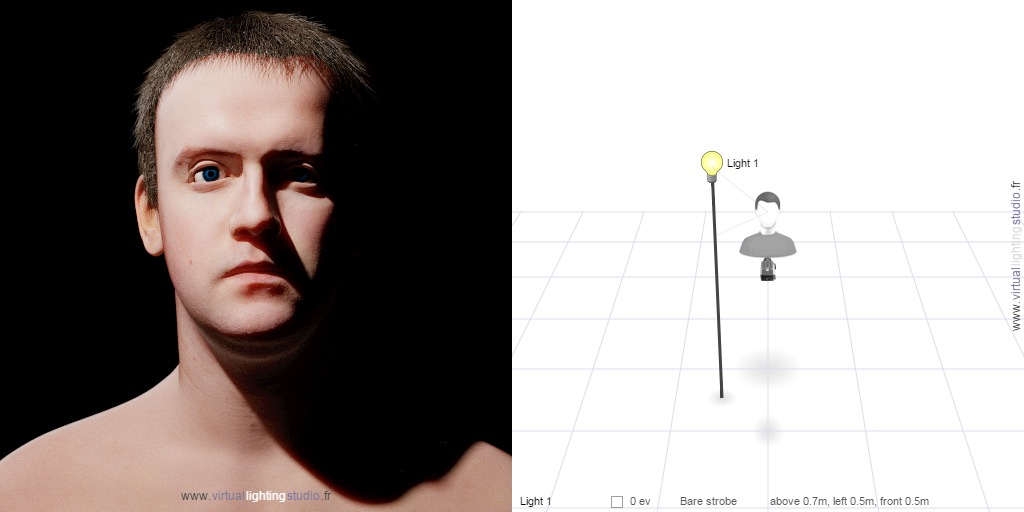 Light 1
www.virtuallightingstudio.fr
www.virtuallightingstudio.fr
Light 1 0 ev Bare strobe above 0.7m, left 0.5m, front 0.5m